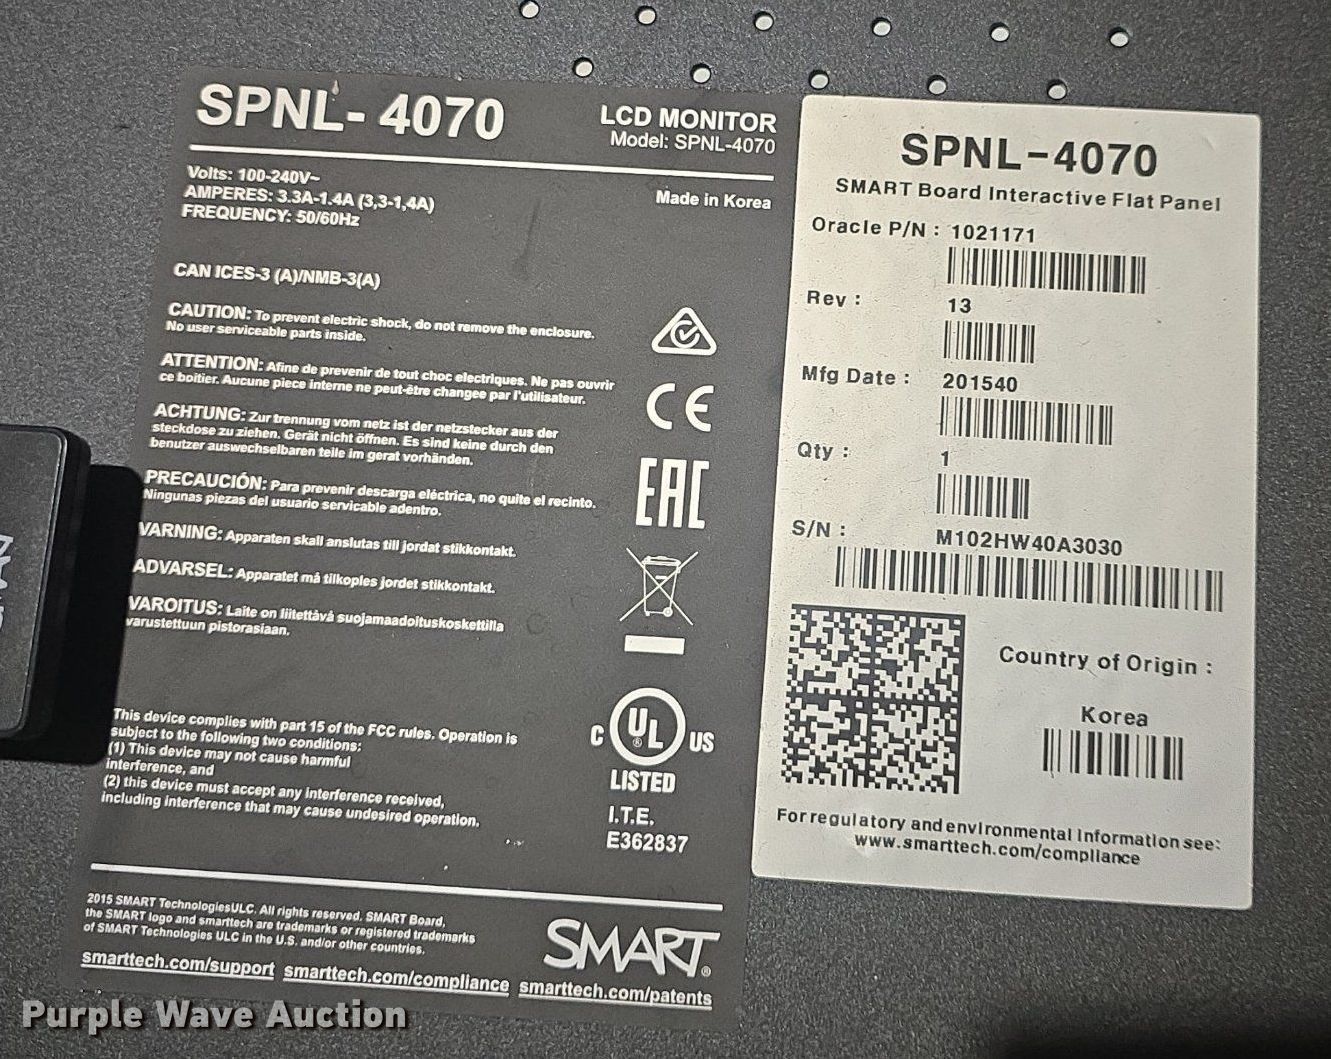 SPNL- 4070
LCD MONITOR
Model: SPNL-4070
Volts: 100-240V~
AMPERES: 3.3A-1.4A (3,3-1,4A)
FREQUENCY: 50/60Hz
Made in Korea
CAN ICES-3 (A)/NMB-3(A)
CAUTION: To prevent electric shock, do not remove the enclosure.
No user serviceable parts inside.
ATTENTION: Afine de prevenir de tout choc electriques. Ne pas ouvrir
ce boitier. Aucune piece interne ne peut-être changee par l'utilisateur.
ACHTUNG: Zur trennung vom netz ist der netzstecker aus der
steckdose zu ziehen. Gerät nicht öffnen. Es sind keine durch den
benutzer auswechselbaren teile im gerat vorhänden.
PRECAUCIÓN: Para prevenir descarga eléctrica, no quite el recinto.
Ningunas piezas del usuario servicable adentro.
VARNING: Apparaten skall anslutas till jordat stikkontakt.
ADVARSEL: Apparatet må tilkoples jordet stikkontakt.
VAROITUS: Laite on liitettävä suojamaadoituskoskettilla
varustettuun pistorasiaan.
CE
EAC
This device complies with part 15 of the FCC rules. Operation is
subject to the following two conditions:
(1) This device may not cause harmful
interference, and
(2) this device must accept any interference received,
including interference that may cause undesired operation.
C UL ® US
LISTED
I.T.E.
E362837
2015 SMART TechnologiesULC. All rights reserved. SMART Board,
the SMART logo and smarttech are trademarks or registered trademarks
of SMART Technologies ULC in the U.S. and/or other countries.
SMART®
smarttech.com/support smarttech.com/compliance smarttech.com/patents
SPNL-4070
SMART Board Interactive Flat Panel
Oracle P/N : 1021171
Rev : 13
Mfg Date : 201540
Qty : 1
S/N : M102HW40A3030
Country of Origin :
Korea
For regulatory and environmental Information see:
www.smarttech.com/compliance
Purple Wave Auction